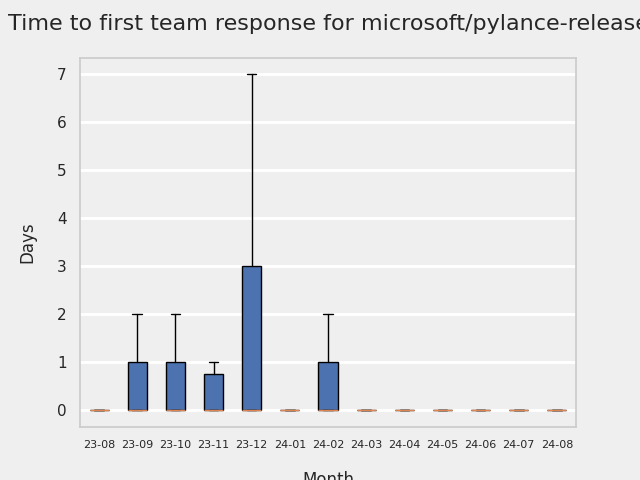 Time to first team response for microsoft/pylance-release
7
6
5
4
3
2
1
0
Days
23-08 23-09 23-10 23-11 23-12 24-01 24-02 24-03 24-04 24-05 24-06 24-07 24-08
Month